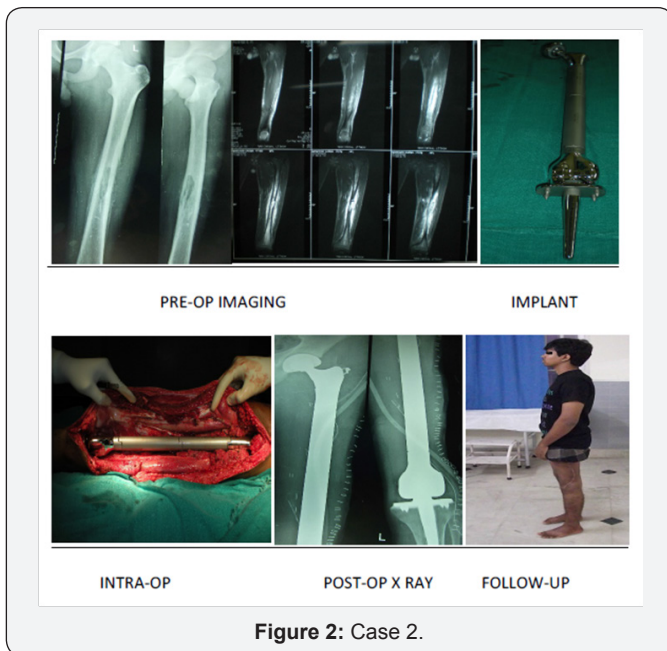 L
PRE-OP IMAGING IMPLANT
L
INTRA-OP POST-OP X RAY FOLLOW-UP
Figure 2: Case 2.